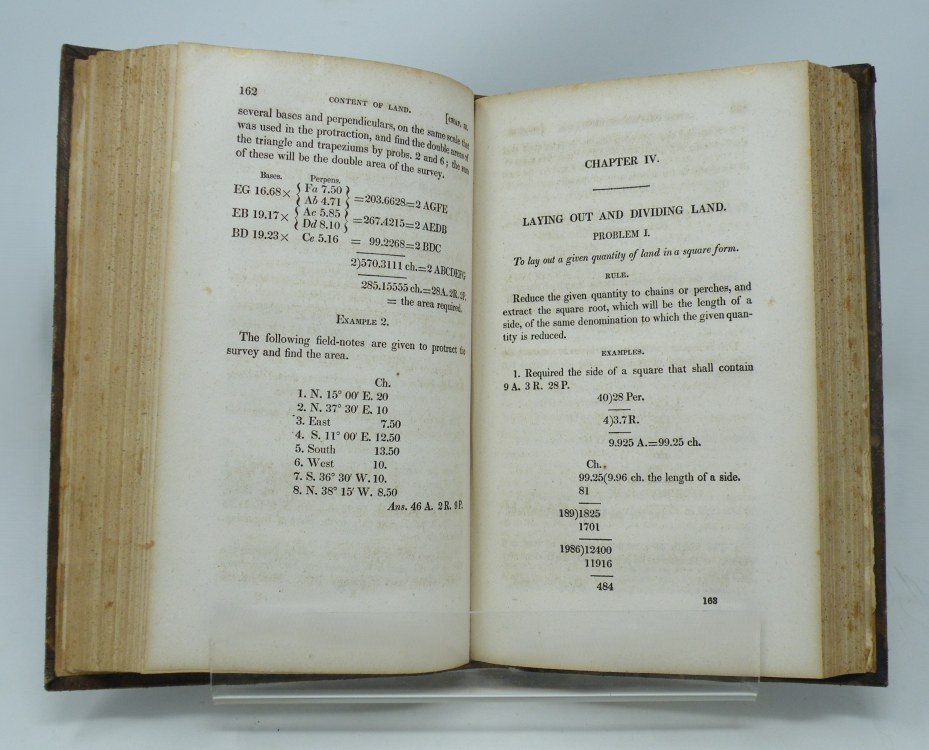 162
CONTENT OF LAND.
[CHAP. III.
several bases and perpendiculars, on the same scale that
was used in the protraction, and find the double areas of
the triangle and trapeziums by probs. 2 and 6; the sum
of these will be the double area of the survey.
Bases. Perpens.
EG 16.68× { Fa 7.50 }
{ Ab 4.71 } =203.6628=2 AGFE
EB 19.17× { Ac 5.85 }
{ Dd 8.10 } =267.4215=2 AEDB
BD 19.23× Ce 5.16 = 99.2268=2 BDC
2)570.3111 ch.=2 ABCDEFG
285.15555 ch.=28A. 2R. 2P.
= the area required.
EXAMPLE 2.
The following field-notes are given to protract the
survey and find the area.
Ch.
1. N. 15° 00′ E. 20
2. N. 37° 30′ E. 10
3. East 7.50
4. S. 11° 00′ E. 12.50
5. South 13.50
6. West 10.
7. S. 36° 30′ W. 10.
8. N. 38° 15′ W. 8.50
Ans. 46 A. 2 R. 9 P.
CHAPTER IV.
LAYING OUT AND DIVIDING LAND.
PROBLEM I.
To lay out a given quantity of land in a square form.
RULE.
Reduce the given quantity to chains or perches, and
extract the square root, which will be the length of a
side, of the same denomination to which the given quan-
tity is reduced.
EXAMPLES.
1. Required the side of a square that shall contain
9 A. 3 R. 28 P.
40)28 Per.
4)3.7 R.
9.925 A.=99.25 ch.
Ch.
99.25(9.96 ch. the length of a side.
81
189)1825
1701
1986)12400
11916
484
163